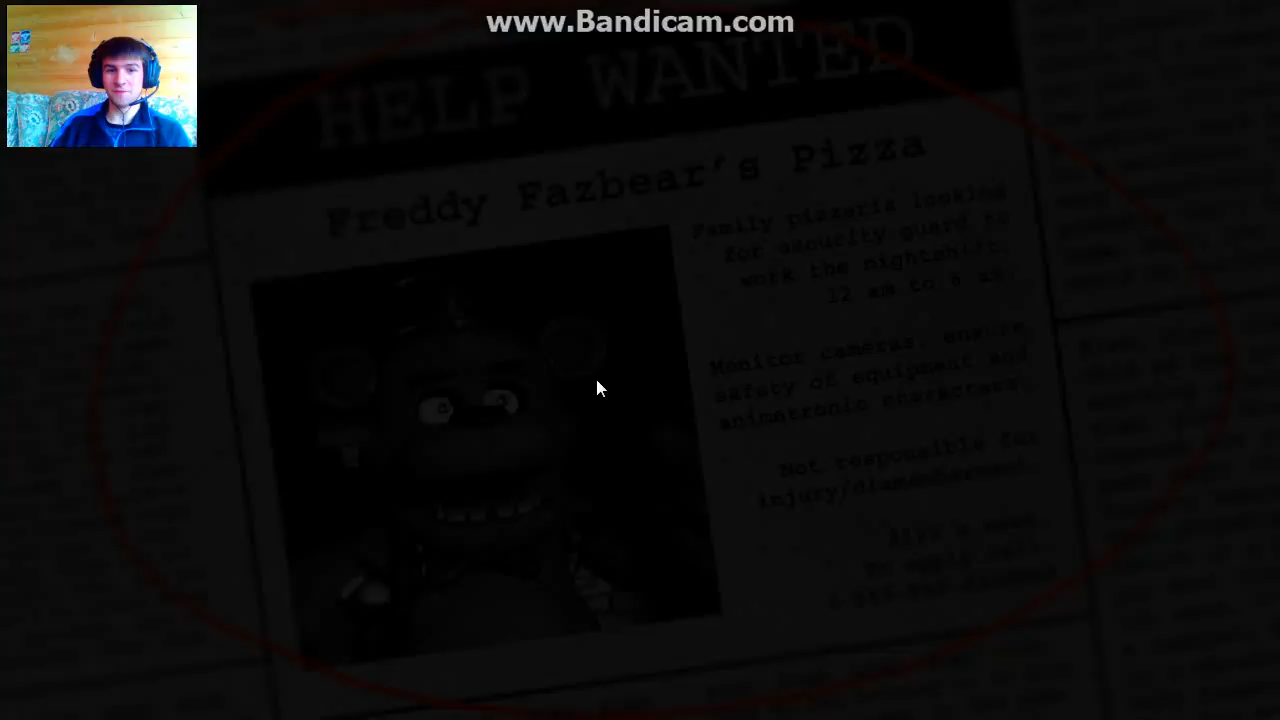 www.Bandicam.com
HELP WANTED
Freddy Fazbear's Pizza
Family pizzeria looking
for security guard to
work the nightshift.
12 am to 6 am.
Monitor cameras, ensure
safety of equipment and
animatronic characters.
Not responsible for
injury/dismemberment.